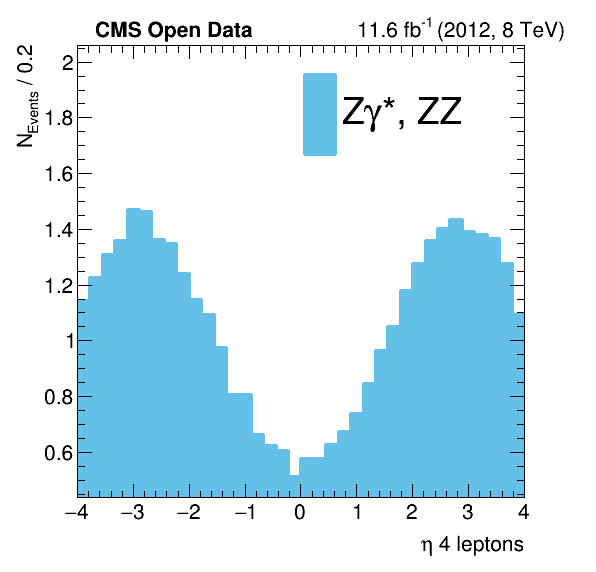 CMS Open Data 11.6 fb⁻¹ (2012, 8 TeV)
N_Events / 0.2
2
1.8
1.6
1.4
1.2
1
0.8
0.6
Zγ*, ZZ
−4 −3 −2 −1 0 1 2 3 4
η 4 leptons